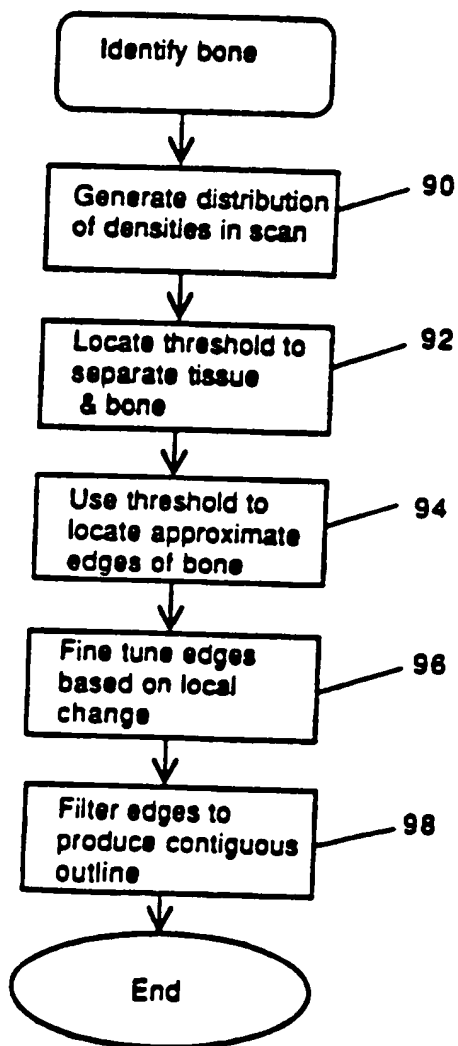 Identify bone
Generate distribution
of densities in scan
90
Locate threshold to
separate tissue
& bone
92
Use threshold to
locate approximate
edges of bone
94
Fine tune edges
based on local
change
96
Filter edges to
produce contiguous
outline
98
End